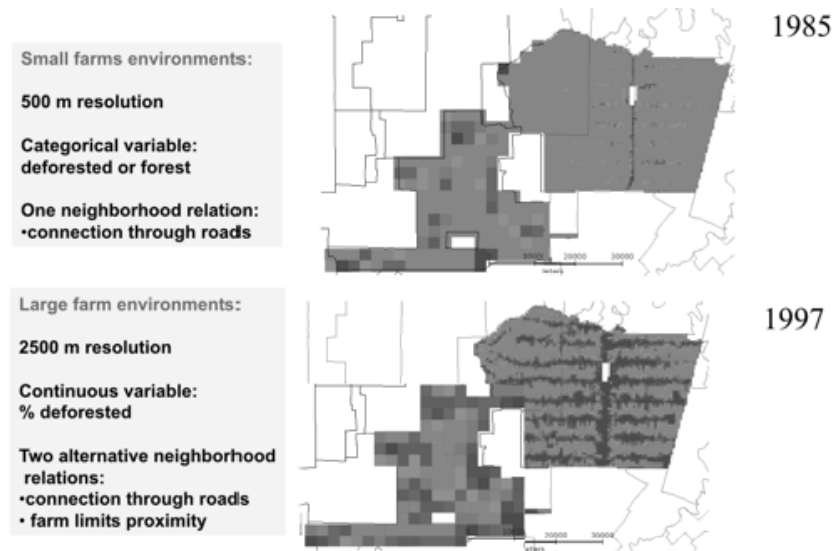 Small farms environments:
500 m resolution
Categorical variable:
deforested or forest
One neighborhood relation:
•connection through roads
1985
10000 20000 30000
Large farm environments:
2500 m resolution
Continuous variable:
% deforested
Two alternative neighborhood
relations:
•connection through roads
• farm limits proximity
1997
20000 30000